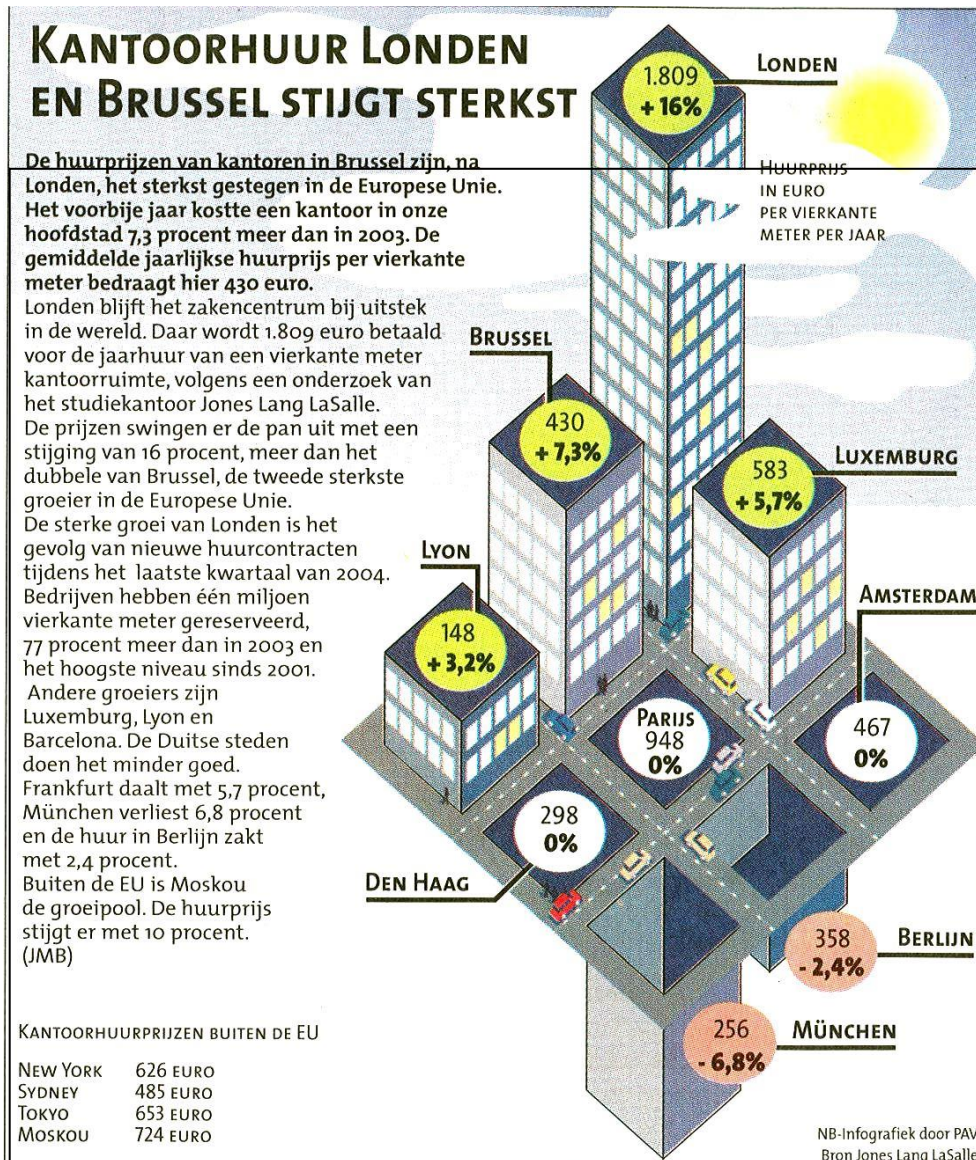 KANTOORHUUR LONDEN
EN BRUSSEL STIJGT STERKST
De huurprijzen van kantoren in Brussel zijn, na
Londen, het sterkst gestegen in de Europese Unie.
Het voorbije jaar kostte een kantoor in onze
hoofdstad 7,3 procent meer dan in 2003. De
gemiddelde jaarlijkse huurprijs per vierkante
meter bedraagt hier 430 euro.
Londen blijft het zakencentrum bij uitstek
in de wereld. Daar wordt 1.809 euro betaald
voor de jaarhuur van een vierkante meter
kantoorruimte, volgens een onderzoek van
het studiekantoor Jones Lang LaSalle.
De prijzen swingen er de pan uit met een
stijging van 16 procent, meer dan het
dubbele van Brussel, de tweede sterkste
groeier in de Europese Unie.
De sterke groei van Londen is het
gevolg van nieuwe huurcontracten
tijdens het laatste kwartaal van 2004.
Bedrijven hebben één miljoen
vierkante meter gereserveerd,
77 procent meer dan in 2003 en
het hoogste niveau sinds 2001.
Andere groeiers zijn
Luxemburg, Lyon en
Barcelona. De Duitse steden
doen het minder goed.
Frankfurt daalt met 5,7 procent,
München verliest 6,8 procent
en de huur in Berlijn zakt
met 2,4 procent.
Buiten de EU is Moskou
de groeipool. De huurprijs
stijgt er met 10 procent.
(JMB)
KANTOORHUURPRIJZEN BUITEN DE EU
NEW YORK 626 EURO
SYDNEY 485 EURO
TOKYO 653 EURO
MOSKOU 724 EURO
LONDEN
1.809
+ 16%
HUURPRIJS
IN EURO
PER VIERKANTE
METER PER JAAR
BRUSSEL
430
+ 7,3%
LUXEMBURG
583
+ 5,7%
LYON
148
+ 3,2%
AMSTERDAM
467
0%
PARIJS
948
0%
DEN HAAG
298
0%
BERLIJN
358
- 2,4%
MÜNCHEN
256
- 6,8%
NB-Infografiek door PAV
Bron Jones Lang LaSalle